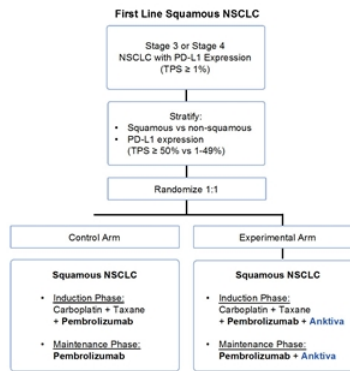 First Line Squamous NSCLC
Stage 3 or Stage 4
NSCLC with PD-L1 Expression
(TPS ≥ 1%)
Stratify:
• Squamous vs non-squamous
• PD-L1 expression
(TPS ≥ 50% vs 1-49%)
Randomize 1:1
Control Arm
Experimental Arm
Squamous NSCLC
• Induction Phase:
Carboplatin + Taxane
+ Pembrolizumab
• Maintenance Phase:
Pembrolizumab
Squamous NSCLC
• Induction Phase:
Carboplatin + Taxane
+ Pembrolizumab + Anktiva
• Maintenance Phase:
Pembrolizumab + Anktiva